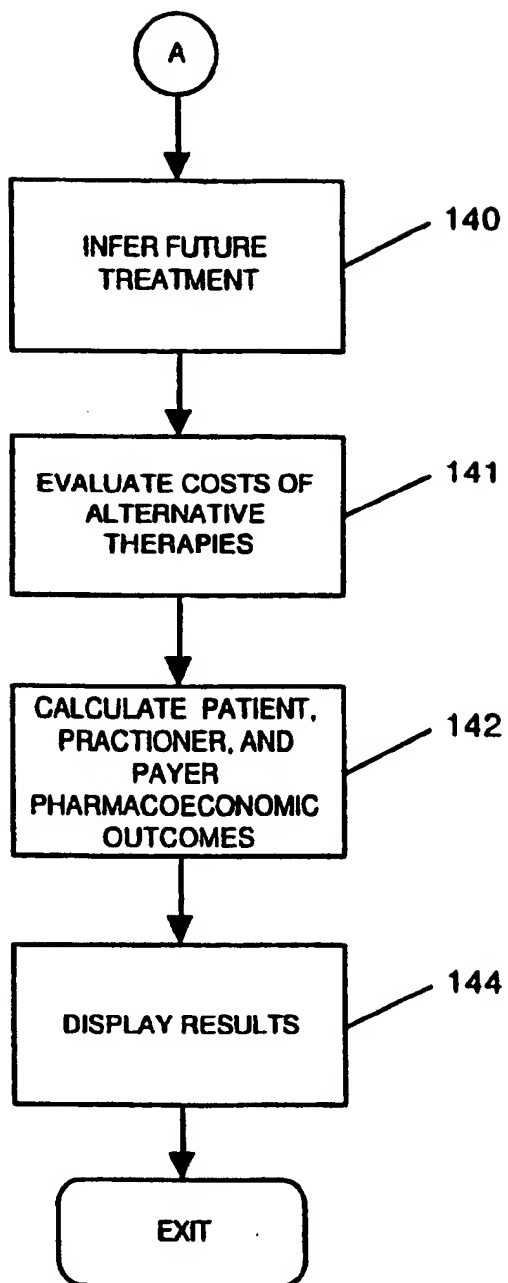 A
INFER FUTURE
TREATMENT
140
EVALUATE COSTS OF
ALTERNATIVE
THERAPIES
141
CALCULATE PATIENT,
PRACTIONER, AND
PAYER
PHARMACOECONOMIC
OUTCOMES
142
DISPLAY RESULTS
144
EXIT